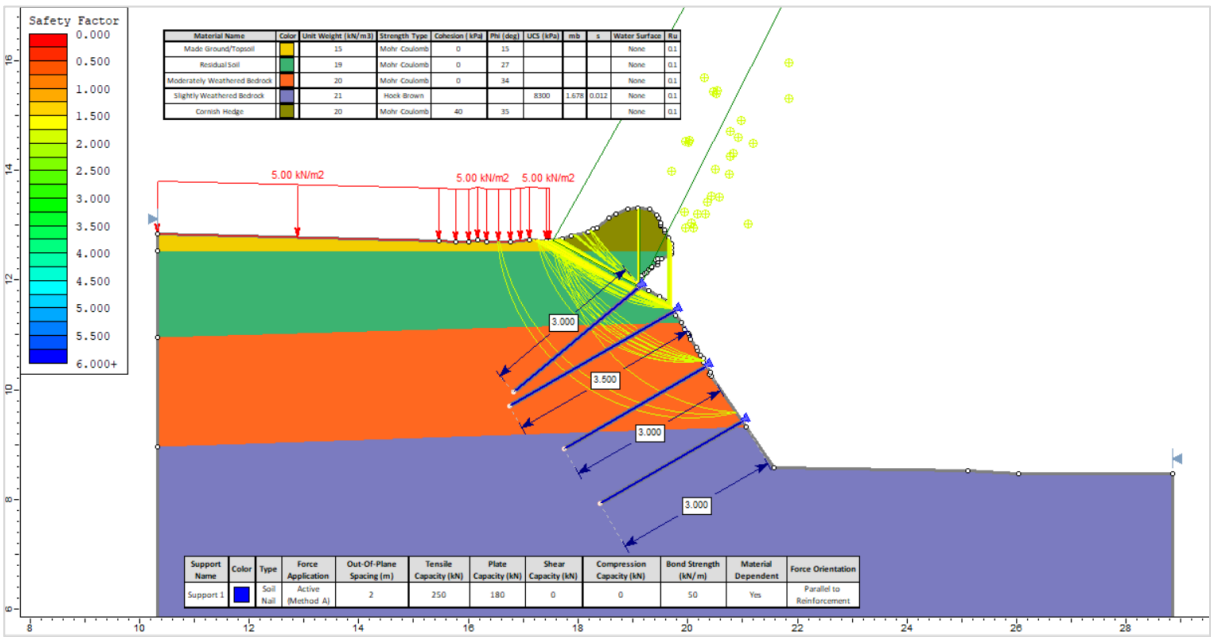 Safety Factor
0.000
0.500
1.000
1.500
2.000
2.500
3.000
3.500
4.000
4.500
5.000
5.500
6.000+
Material Name Color Unit Weight (kN/m3) Strength Type Cohesion (kPa) Phi (deg) UCS (kPa) mb s Water Surface Ru
Made Ground/Topsoil 15 Mohr Coulomb 0 15 None 0.1
Residual Soil 19 Mohr Coulomb 0 27 None 0.1
Moderately Weathered Bedrock 20 Mohr Coulomb 0 34 None 0.1
Slightly Weathered Bedrock 21 Hoek Brown 8300 1.678 0.012 None 0.1
Cornish Hedge 20 Mohr Coulomb 40 35 None 0.1
5.00 kN/m2 5.00 kN/m2 5.00 kN/m2
3.000
3.500
3.000
3.000
Support Name Color Type Force Application Out-Of-Plane Spacing (m) Tensile Capacity (kN) Plate Capacity (kN) Shear Capacity (kN) Compression Capacity (kN) Bond Strength (kN/m) Material Dependent Force Orientation
Support 1 Soil Nail Active (Method A) 2 250 180 0 0 50 Yes Parallel to Reinforcement
16
14
12
10
8
6
8 10 12 14 16 18 20 22 24 26 28